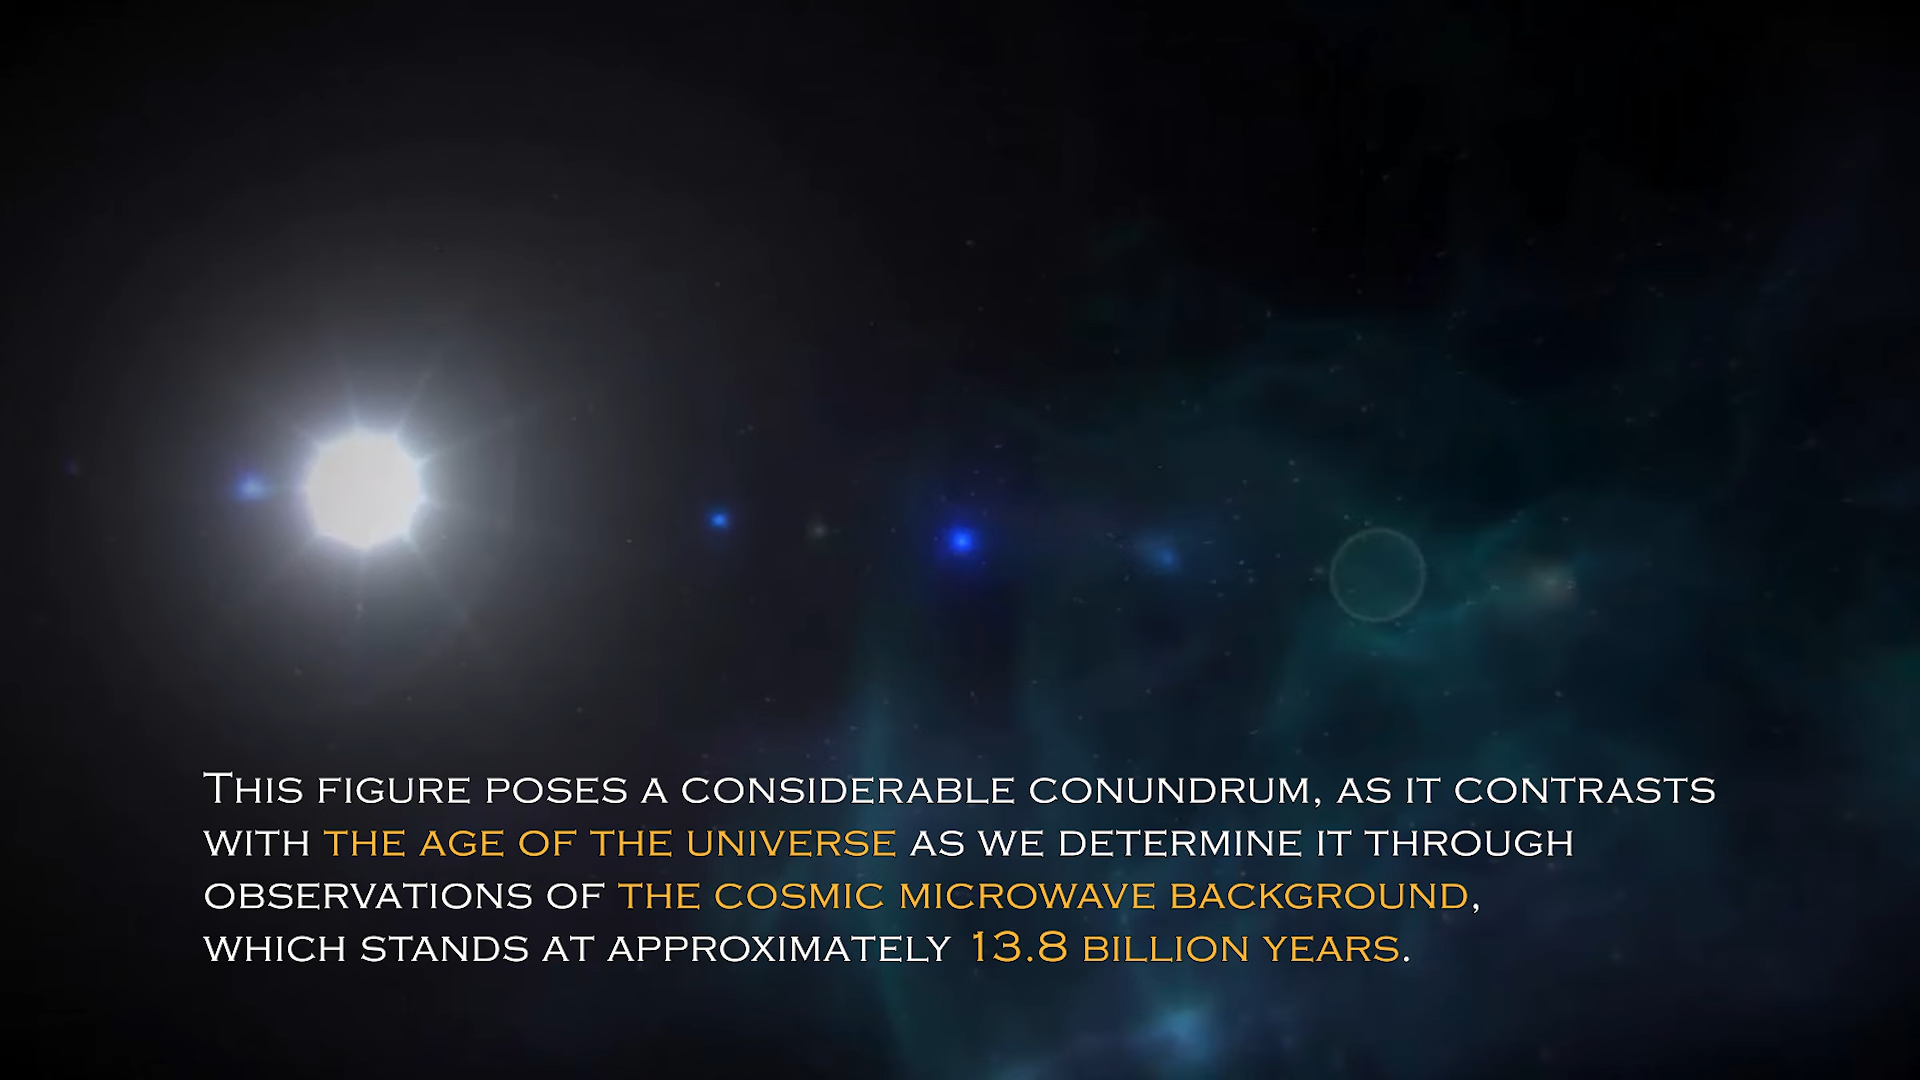 This figure poses a considerable conundrum, as it contrasts
with the age of the universe as we determine it through
observations of the cosmic microwave background,
which stands at approximately 13.8 billion years.